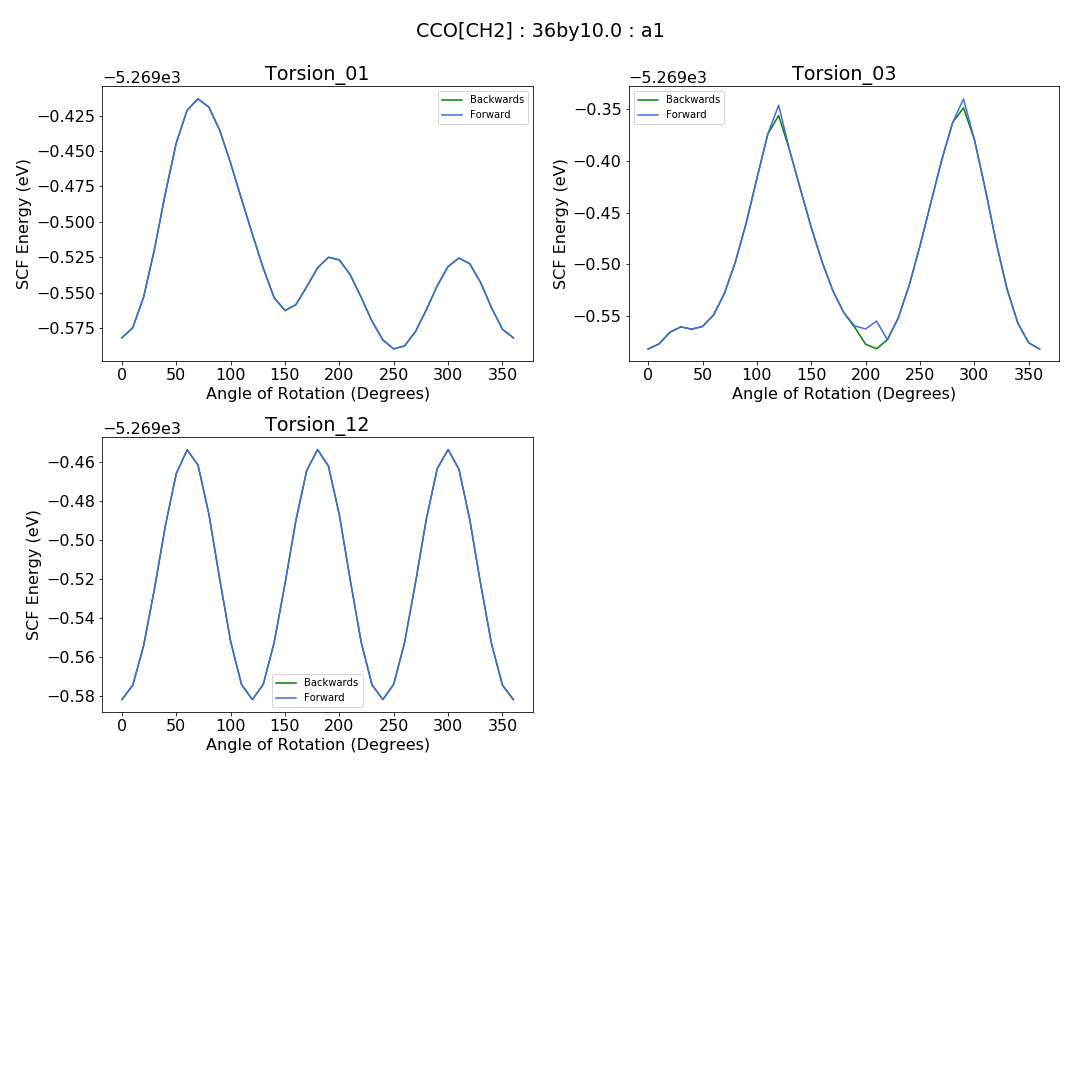 CCO[CH2] : 36by10.0 : a1
Torsion_01
−5.269e3
SCF Energy (eV)
−0.425
−0.450
−0.475
−0.500
−0.525
−0.550
−0.575
0 50 100 150 200 250 300 350
Angle of Rotation (Degrees)
Backwards
Forward
Torsion_03
−5.269e3
SCF Energy (eV)
−0.35
−0.40
−0.45
−0.50
−0.55
0 50 100 150 200 250 300 350
Angle of Rotation (Degrees)
Backwards
Forward
Torsion_12
−5.269e3
SCF Energy (eV)
−0.46
−0.48
−0.50
−0.52
−0.54
−0.56
−0.58
0 50 100 150 200 250 300 350
Angle of Rotation (Degrees)
Backwards
Forward